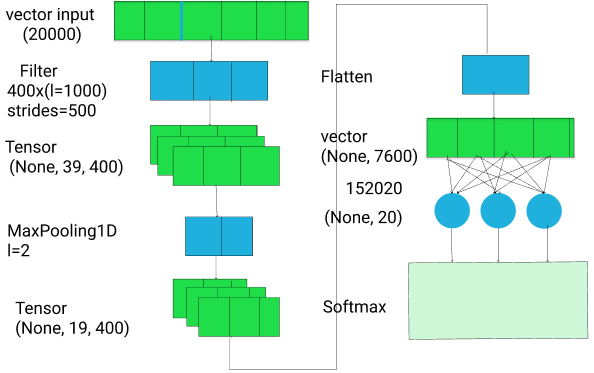 vector input
(20000)
Filter
400x(l=1000)
strides=500
Tensor
(None, 39, 400)
MaxPooling1D
l=2
Tensor
(None, 19, 400)
Flatten
vector
(None, 7600)
152020
(None, 20)
Softmax